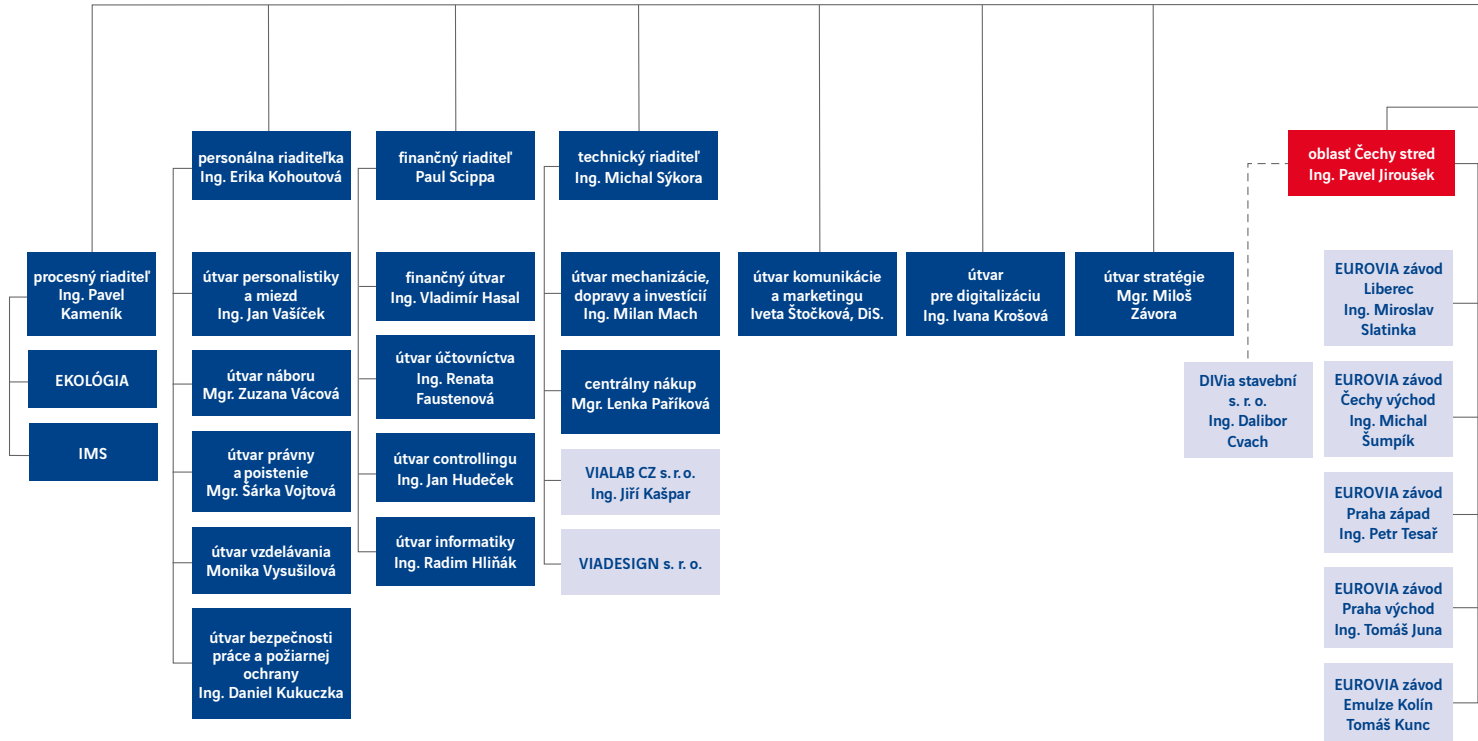 personálna riaditeľka
Ing. Erika Kohoutová
finančný riaditeľ
Paul Scippa
technický riaditeľ
Ing. Michal Sýkora
oblasť Čechy stred
Ing. Pavel Jiroušek
procesný riaditeľ
Ing. Pavel
Kameník
EKOLÓGIA
IMS
útvar personalistiky
a miezd
Ing. Jan Vašíček
útvar náboru
Mgr. Zuzana Vácová
útvar právny
a poistenie
Mgr. Šárka Vojtová
útvar vzdelávania
Monika Vysušilová
útvar bezpečnosti
práce a požiarnej
ochrany
Ing. Daniel Kukuczka
finančný útvar
Ing. Vladimír Hasal
útvar účtovníctva
Ing. Renata
Faustenová
útvar controllingu
Ing. Jan Hudeček
útvar informatiky
Ing. Radim Hliňák
útvar mechanizácie,
dopravy a investícií
Ing. Milan Mach
centrálny nákup
Mgr. Lenka Paříková
VIALAB CZ s. r. o.
Ing. Jiří Kašpar
VIADESIGN s. r. o.
útvar komunikácie
a marketingu
Iveta Štočková, DiS.
útvar
pre digitalizáciu
Ing. Ivana Krošová
útvar stratégie
Mgr. Miloš
Závora
DIVia stavební
s. r. o.
Ing. Dalibor
Cvach
EUROVIA závod
Liberec
Ing. Miroslav
Slatinka
EUROVIA závod
Čechy východ
Ing. Michal
Šumpík
EUROVIA závod
Praha západ
Ing. Petr Tesař
EUROVIA závod
Praha východ
Ing. Tomáš Juna
EUROVIA závod
Emulze Kolín
Tomáš Kunc